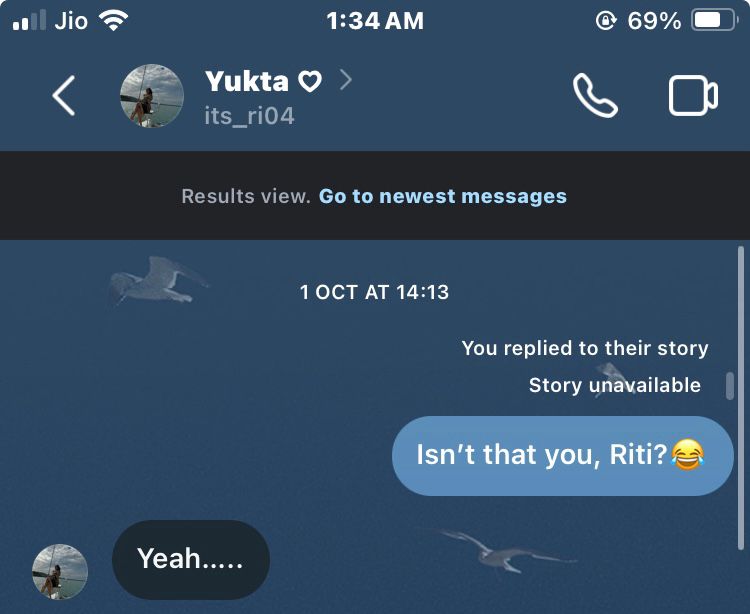 Jio 1:34 AM 69%
Yukta ♡ >
its_ri04
Results view. Go to newest messages
1 OCT AT 14:13
You replied to their story
Story unavailable
Isn't that you, Riti?😂
Yeah.....